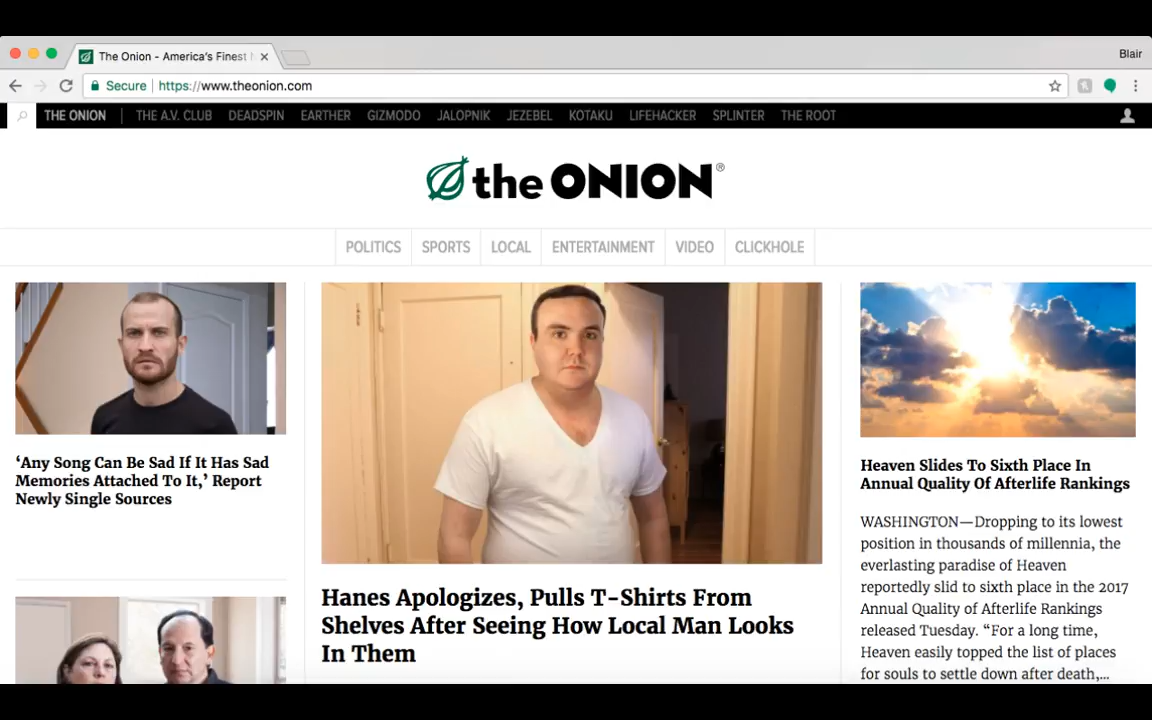 The Onion - America's Finest
Blair
Secure https://www.theonion.com
THE ONION THE A.V. CLUB DEADSPIN EARTHER GIZMODO JALOPNIK JEZEBEL KOTAKU LIFEHACKER SPLINTER THE ROOT
the ONION®
POLITICS SPORTS LOCAL ENTERTAINMENT VIDEO CLICKHOLE
‘Any Song Can Be Sad If It Has Sad
Memories Attached To It,’ Report
Newly Single Sources
Hanes Apologizes, Pulls T-Shirts From
Shelves After Seeing How Local Man Looks
In Them
Heaven Slides To Sixth Place In
Annual Quality Of Afterlife Rankings
WASHINGTON—Dropping to its lowest
position in thousands of millennia, the
everlasting paradise of Heaven
reportedly slid to sixth place in the 2017
Annual Quality of Afterlife Rankings
released Tuesday. “For a long time,
Heaven easily topped the list of places
for souls to settle down after death,...